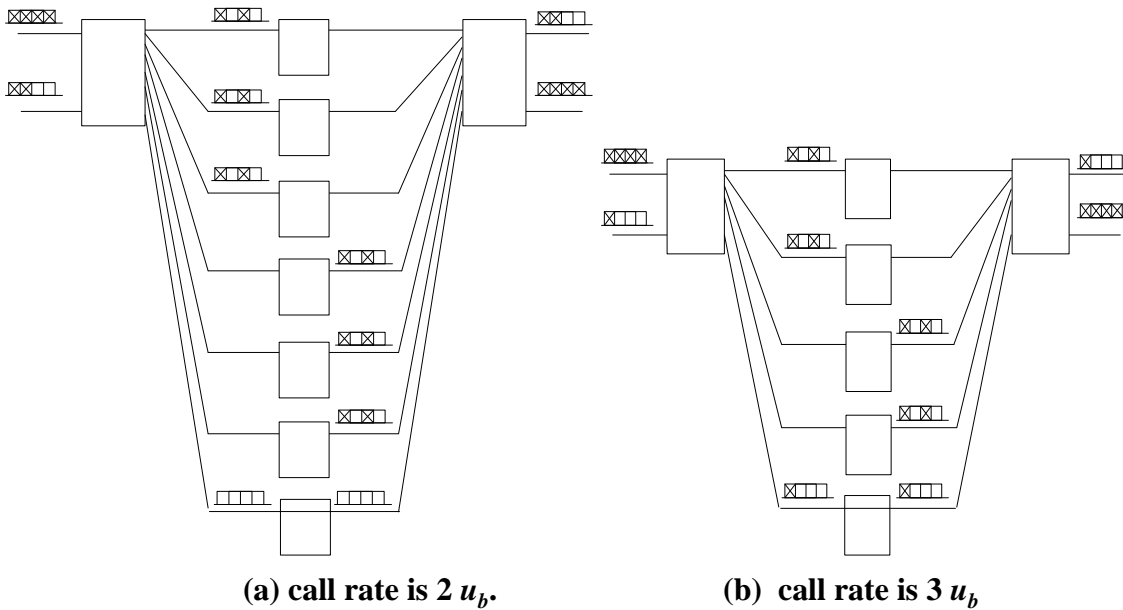 (a) call rate is 2 u_b.
(b) call rate is 3 u_b